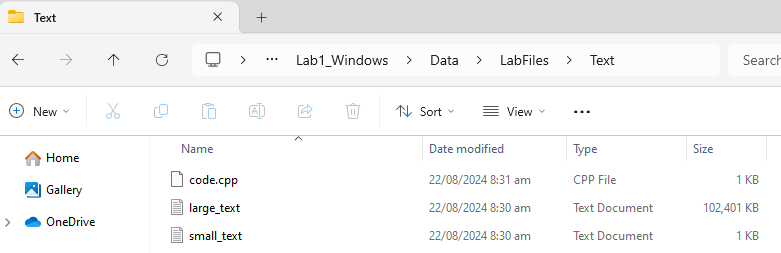 Text
Lab1_Windows Data LabFiles Text Search
New Sort View
Name Date modified Type Size
Home
Gallery
OneDrive
code.cpp 22/08/2024 8:31 am CPP File 1 KB
large_text 22/08/2024 8:30 am Text Document 102,401 KB
small_text 22/08/2024 8:30 am Text Document 1 KB